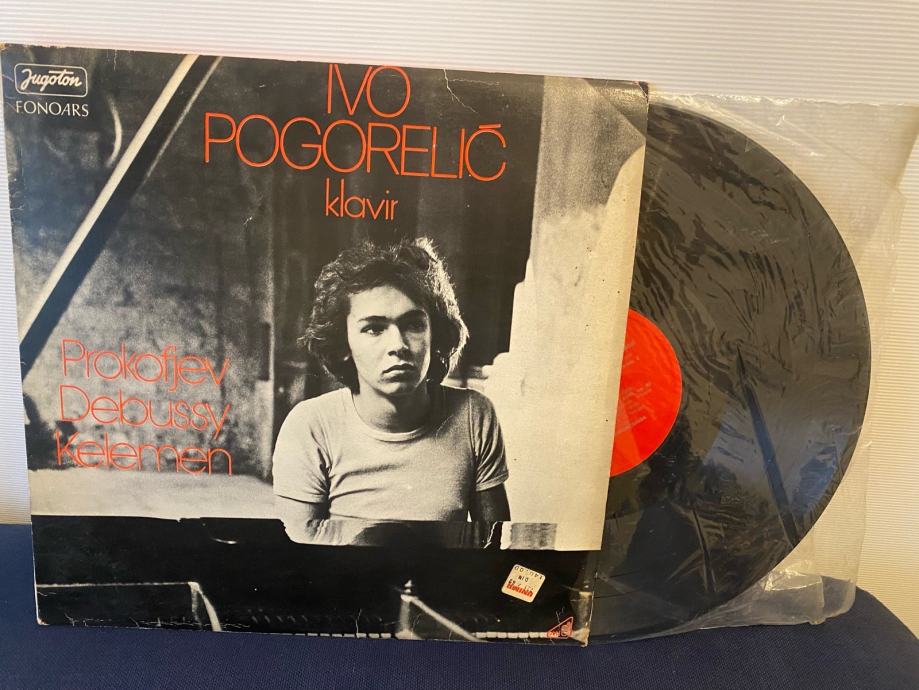 Jugoton
FONOARS
IVO
POGORELIĆ
klavir
Prokofjev
Debussy
Kelemen